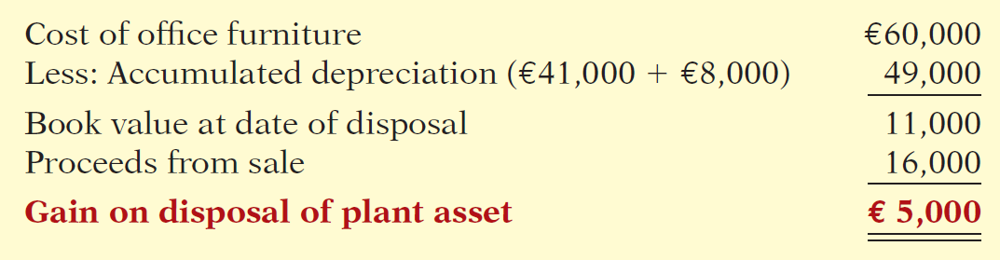 Cost of office furniture €60,000
Less: Accumulated depreciation (€41,000 + €8,000) 49,000
Book value at date of disposal 11,000
Proceeds from sale 16,000
Gain on disposal of plant asset € 5,000